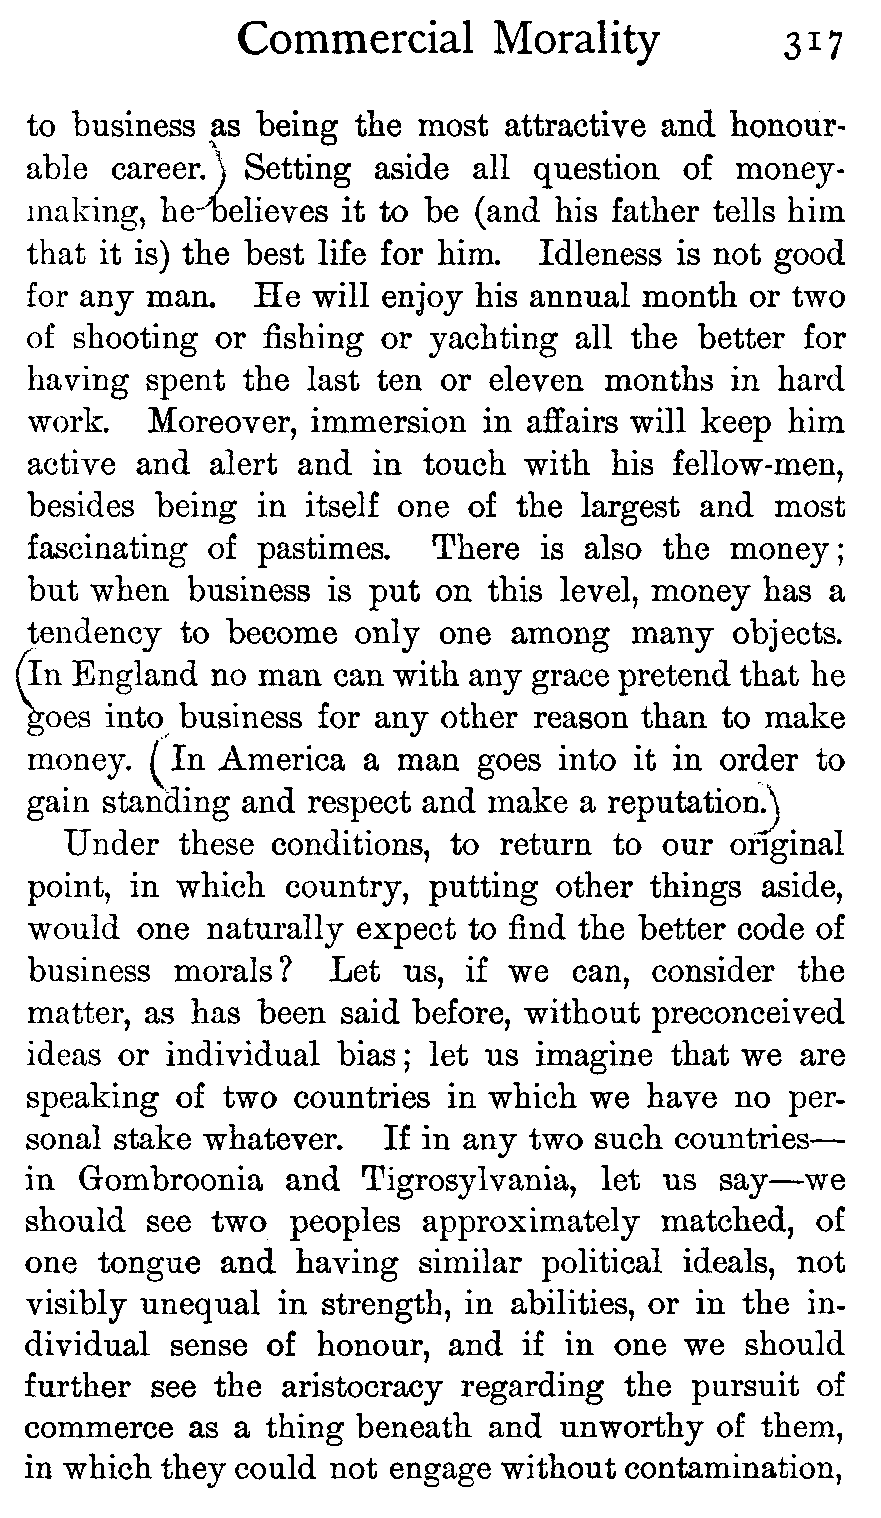 Commercial Morality 317
to business as being the most attractive and honour-
able career. Setting aside all question of money-
making, he believes it to be (and his father tells him
that it is) the best life for him. Idleness is not good
for any man. He will enjoy his annual month or two
of shooting or fishing or yachting all the better for
having spent the last ten or eleven months in hard
work. Moreover, immersion in affairs will keep him
active and alert and in touch with his fellow-men,
besides being in itself one of the largest and most
fascinating of pastimes. There is also the money;
but when business is put on this level, money has a
tendency to become only one among many objects.
In England no man can with any grace pretend that he
goes into business for any other reason than to make
money. In America a man goes into it in order to
gain standing and respect and make a reputation.
Under these conditions, to return to our original
point, in which country, putting other things aside,
would one naturally expect to find the better code of
business morals? Let us, if we can, consider the
matter, as has been said before, without preconceived
ideas or individual bias; let us imagine that we are
speaking of two countries in which we have no per-
sonal stake whatever. If in any two such countries—
in Gombroonia and Tigrosylvania, let us say—we
should see two peoples approximately matched, of
one tongue and having similar political ideals, not
visibly unequal in strength, in abilities, or in the in-
dividual sense of honour, and if in one we should
further see the aristocracy regarding the pursuit of
commerce as a thing beneath and unworthy of them,
in which they could not engage without contamination,